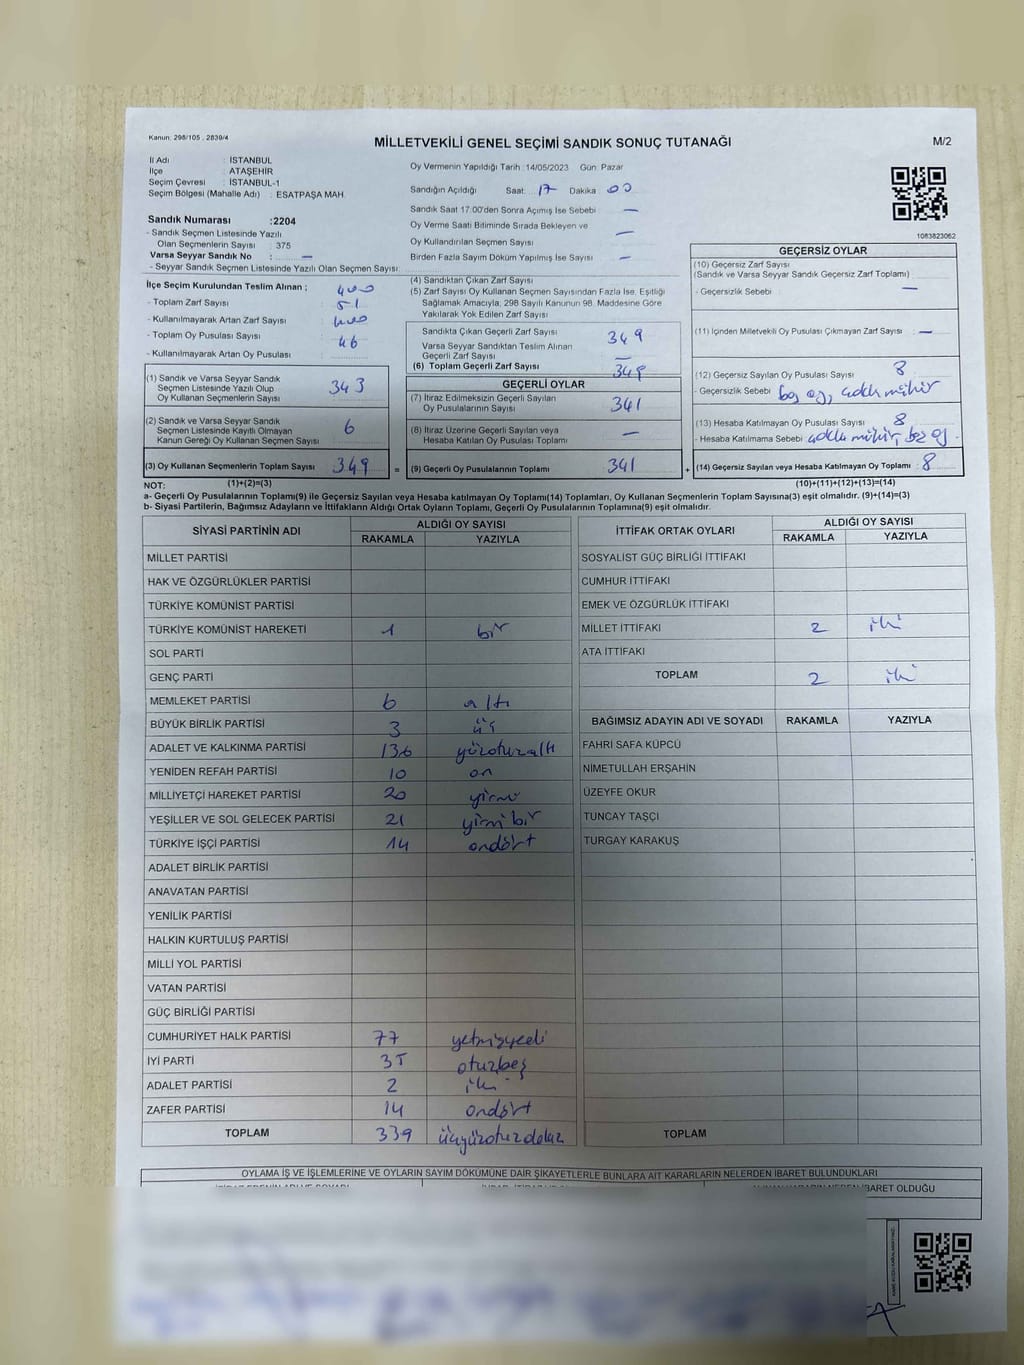 Kanun: 298/105 , 2839/4
MİLLETVEKİLİ GENEL SEÇİMİ SANDIK SONUÇ TUTANAĞI
M/2
İl Adı : İSTANBUL
İlçe : ATAŞEHİR
Seçim Çevresi : İSTANBUL-1
Seçim Bölgesi (Mahalle Adı) : ESATPAŞA MAH.
Sandık Numarası :2204
- Sandık Seçmen Listesinde Yazılı
Olan Seçmenlerin Sayısı : 375
Varsa Seyyar Sandık No : —
- Seyyar Sandık Seçmen Listesinde Yazılı Olan Seçmen Sayısı:
Oy Vermenin Yapıldığı Tarih :14/05/2023 Gün: Pazar
Sandığın Açıldığı Saat: 17 Dakika 00
Sandık Saat 17:00'den Sonra Açımış İse Sebebi : —
Oy Verme Saati Bitiminde Sırada Bekleyen ve
Oy Kullandırılan Seçmen Sayısı : —
Birden Fazla Sayım Döküm Yapılmış İse Sayısı : —
1083823062
İlçe Seçim Kurulundan Teslim Alınan ;
- Toplam Zarf Sayısı : 400
- Kullanılmayarak Artan Zarf Sayısı : 51
- Toplam Oy Pusulası Sayısı : 400
- Kullanılmayarak Artan Oy Pusulası : 46
(4) Sandıktan Çıkan Zarf Sayısı
(5) Zarf Sayısı Oy Kullanan Seçmen Sayısından Fazla İse, Eşitliği
Sağlamak Amacıyla, 298 Sayılı Kanunun 98. Maddesine Göre
Yakılarak Yok Edilen Zarf Sayısı
Sandıkta Çıkan Geçerli Zarf Sayısı : 349
Varsa Seyyar Sandıktan Teslim Alınan
Geçerli Zarf Sayısı : —
(6) Toplam Geçerli Zarf Sayısı : 349
GEÇERSİZ OYLAR
(10) Geçersiz Zarf Sayısı
(Sandık ve Varsa Seyyar Sandık Geçersiz Zarf Toplamı)
- Geçersizlik Sebebi : —
(11) İçinden Milletvekili Oy Pusulası Çıkmayan Zarf Sayısı : —
(12) Geçersiz Sayılan Oy Pusulası Sayısı : 8
- Geçersizlik Sebebi : boş oy,
(13) Hesaba Katılmayan Oy Sayısı : 8
- Hesaba Katılmama Sebebi :
(14) Geçersiz Sayılan veya Hesaba Katılmayan Oy Toplamı : 8
(10)+(11)+(12)+(13)=(14)
(1) Sandık ve Varsa Seyyar Sandık
Seçmen Listesinde Yazılı Olup
Oy Kullanan Seçmenlerin Sayısı 343
(2) Sandık ve Varsa Seyyar Sandık
Seçmen Listesinde Kayıtlı Olmayan
Kanun Gereği Oy Kullanan Seçmen Sayısı 6
(3) Oy Kullanan Seçmenlerin Toplam Sayısı 349 =
GEÇERLİ OYLAR
(7) İtiraz Edilmeksizin Geçerli Sayılan
Oy Pusulalarının Sayısı 341
(8) İtiraz Üzerine Geçerli Sayılan veya
Hesaba Katılan Oy Pusulası Toplamı —
(9) Geçerli Oy Pusulalarının Toplamı 341 +
NOT: (1)+(2)=(3)
a- Geçerli Oy Pusulalarının Toplamı(9) ile Geçersiz Sayılan veya Hesaba katılmayan Oy Toplamı(14) Toplamları, Oy Kullanan Seçmenlerin Toplam Sayısına(3) eşit olmalıdır. (9)+(14)=(3)
b- Siyasi Partilerin, Bağımsız Adayların ve İttifakların Aldığı Ortak Oyların Toplamı, Geçerli Oy Pusulalarının Toplamına(9) eşit olmalıdır.
SİYASİ PARTİNİN ADI ALDIĞI OY SAYISI
RAKAMLA YAZIYLA
MİLLET PARTİSİ
HAK VE ÖZGÜRLÜKLER PARTİSİ
TÜRKİYE KOMÜNİST PARTİSİ
TÜRKİYE KOMÜNİST HAREKETİ 1 bir
SOL PARTİ
GENÇ PARTİ
MEMLEKET PARTİSİ 6 altı
BÜYÜK BİRLİK PARTİSİ 3 üç
ADALET VE KALKINMA PARTİSİ 136 yüzotuzaltı
YENİDEN REFAH PARTİSİ 10 on
MİLLİYETÇİ HAREKET PARTİSİ 20 yirmi
YEŞİLLER VE SOL GELECEK PARTİSİ 21 yirmi bir
TÜRKİYE İŞÇİ PARTİSİ 14 ondört
ADALET BİRLİK PARTİSİ
ANAVATAN PARTİSİ
YENİLİK PARTİSİ
HALKIN KURTULUŞ PARTİSİ
MİLLİ YOL PARTİSİ
VATAN PARTİSİ
GÜÇ BİRLİĞİ PARTİSİ
CUMHURİYET HALK PARTİSİ 77 yetmişyedi
İYİ PARTİ 35 otuzbeş
ADALET PARTİSİ 2 iki
ZAFER PARTİSİ 14 ondört
TOPLAM 339 üçyüzotuzdokuz
İTTİFAK ORTAK OYLARI ALDIĞI OY SAYISI
RAKAMLA YAZIYLA
SOSYALİST GÜÇ BİRLİĞİ İTTİFAKI
CUMHUR İTTİFAKI
EMEK VE ÖZGÜRLÜK İTTİFAKI
MİLLET İTTİFAKI 2 iki
ATA İTTİFAKI
TOPLAM 2 iki
BAĞIMSIZ ADAYIN ADI VE SOYADI RAKAMLA YAZIYLA
FAHRİ SAFA KÜPCÜ
NİMETULLAH ERŞAHİN
ÜZEYFE OKUR
TUNCAY TAŞÇI
TURGAY KARAKUŞ
TOPLAM
OYLAMA İŞ VE İŞLEMLERİNE VE OYLARIN SAYIM DÖKÜMÜNE DAİR ŞİKAYETLERLE BUNLARA AİT KARARLARIN NELERDEN İBARET BULUNDUKLARI
İBARET OLDUĞU